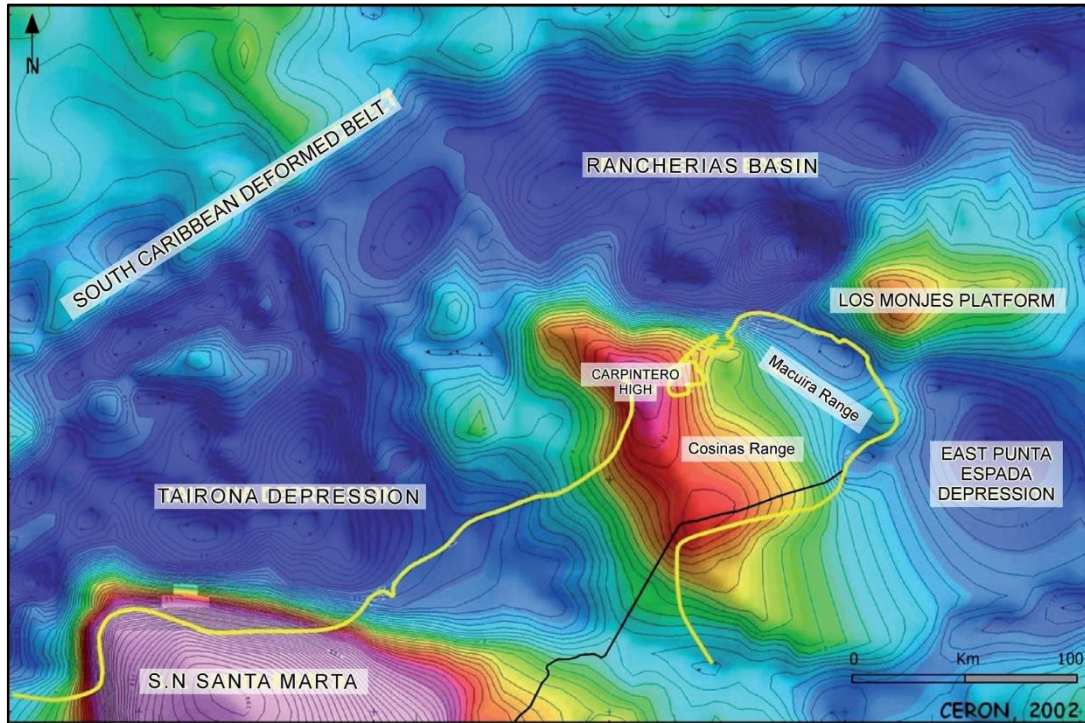 N
SOUTH CARIBBEAN DEFORMED BELT
RANCHERIAS BASIN
LOS MONJES PLATFORM
CARPINTERO
HIGH
Macuira Range
Cosinas Range
EAST PUNTA
ESPADA
DEPRESSION
TAIRONA DEPRESSION
S.N SANTA MARTA
0 Km 100
CERON, 2002